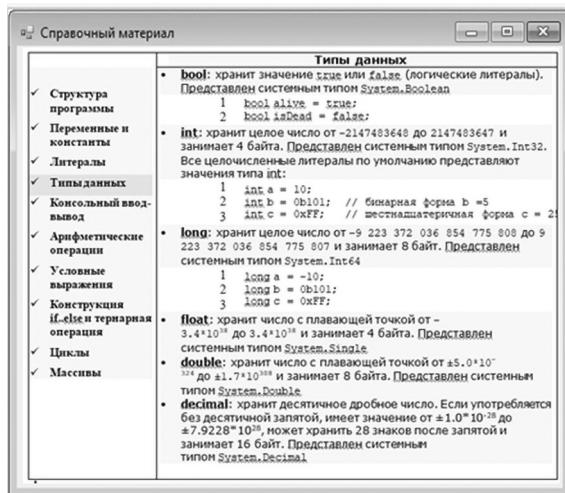 Справочный материал
Структура
программы
Переменные и
константы
Литералы
Типы данных
Консольный ввод-
вывод
Арифметические
операции
Условные
выражения
Конструкция
if..else и тернарная
операция
Циклы
Массивы
Типы данных
bool: хранит значение true или false (логические литералы).
Представлен системным типом System.Boolean
1 bool alive = true;
2 bool isDead = false;
int: хранит целое число от -2147483648 до 2147483647 и
занимает 4 байта. Представлен системным типом System.Int32.
Все целочисленные литералы по умолчанию представляют
значения типа int:
1 int a = 10;
2 int b = 0b101; // бинарная форма b =5
3 int c = 0xFF; // шестнадцатеричная форма c = 25
long: хранит целое число от -9 223 372 036 854 775 808 до 9
223 372 036 854 775 807 и занимает 8 байт. Представлен
системным типом System.Int64
1 long a = -10;
2 long b = 0b101;
3 long c = 0xFF;
float: хранит число с плавающей точкой от -
3.4*10³⁸ до 3.4*10³⁸ и занимает 4 байта. Представлен
системным типом System.Single
double: хранит число с плавающей точкой от ±5.0*10⁻
³²⁴ до ±1.7*10³⁰⁸ и занимает 8 байта. Представлен системным
типом System.Double
decimal: хранит десятичное дробное число. Если употребляется
без десятичной запятой, имеет значение от ±1.0*10⁻²⁸ до
±7.9228*10²⁸, может хранить 28 знаков после запятой и
занимает 16 байт. Представлен системным
типом System.Decimal